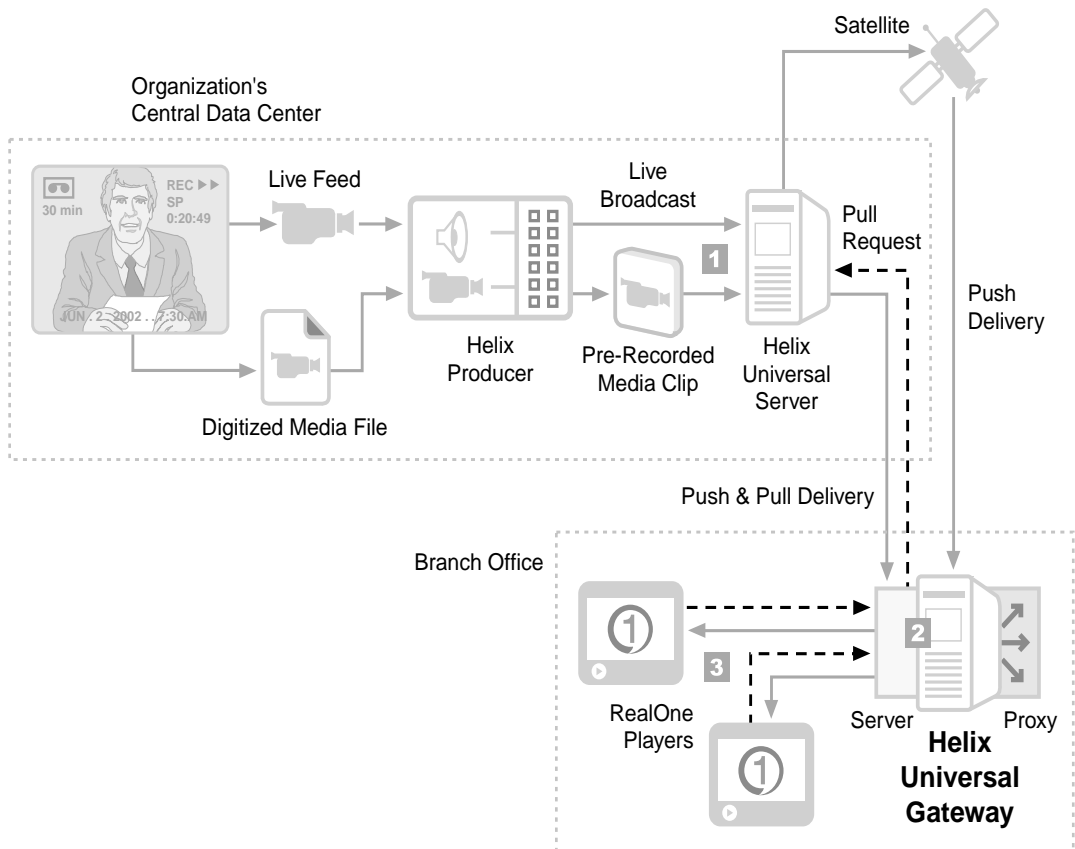 Satellite
Organization's
Central Data Center
REC
SP
0:20:49
30 min
JUN . 2 . 2002 . . 7:30.AM
Live Feed
Live
Broadcast
Pull
Request
1
Push
Delivery
Helix
Producer
Pre-Recorded
Media Clip
Helix
Universal
Server
Digitized Media File
Push & Pull Delivery
Branch Office
1
2
3
RealOne
Players
1
Server
Proxy
Helix
Universal
Gateway